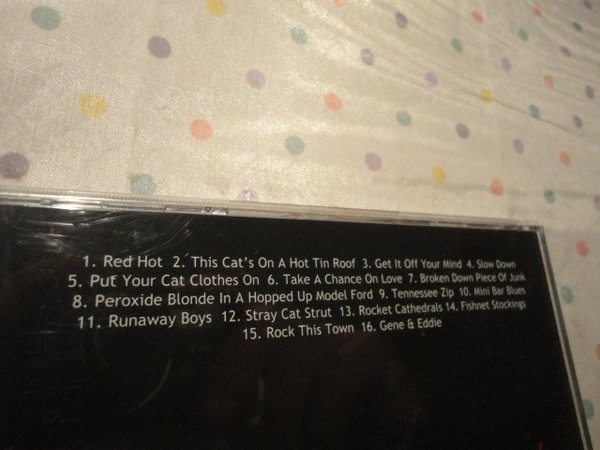 1. Red Hot 2. This Cat's On A Hot Tin Roof 3. Get It Off Your Mind 4. Slow Down
5. Put Your Cat Clothes On 6. Take A Chance On Love 7. Broken Down Piece Of Junk
8. Peroxide Blonde In A Hopped Up Model Ford 9. Tennessee Zip 10. Mini Bar Blues
11. Runaway Boys 12. Stray Cat Strut 13. Rocket Cathedrals 14. Fishnet Stockings
15. Rock This Town 16. Gene & Eddie